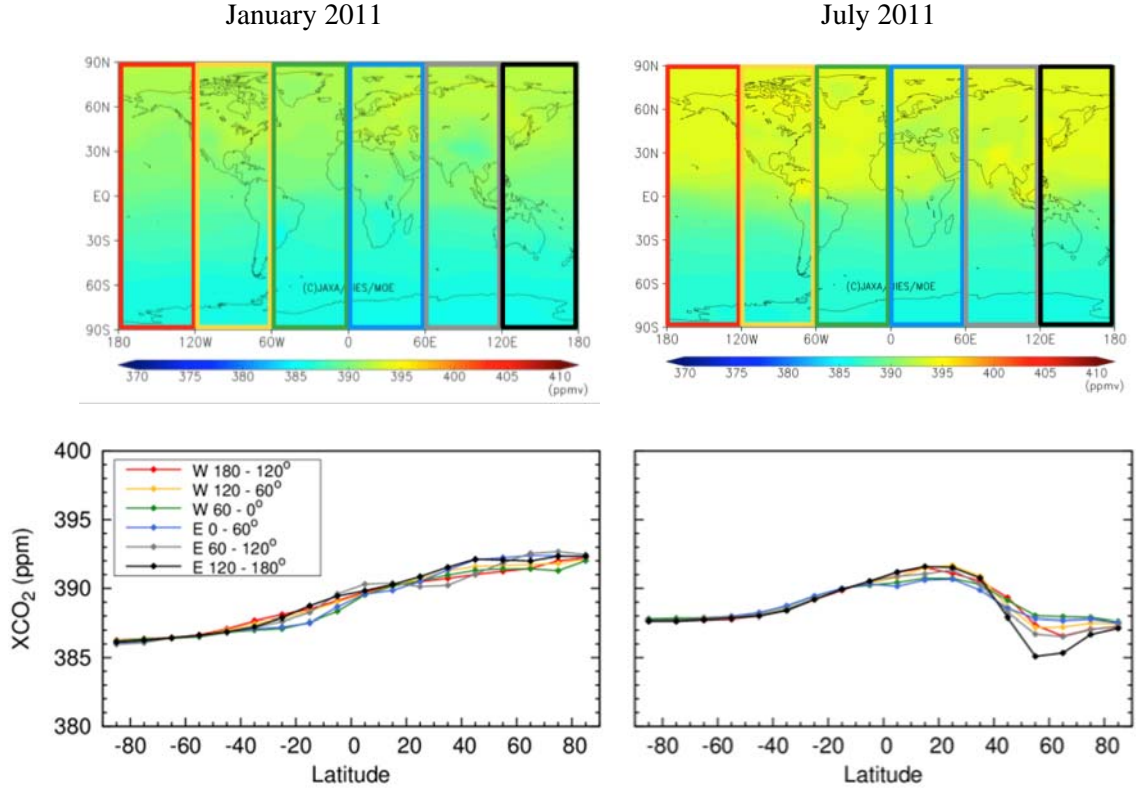 January 2011
July 2011
90N
60N
30N
EQ
30S
60S
90S
(C)JAXA/NIES/MOE
180 120W 60W 0 60E 120E 180
370 375 380 385 390 395 400 405 410
(ppmv)
90N
60N
30N
EQ
30S
60S
90S
(C)JAXA/NIES/MOE
180 120W 60W 0 60E 120E 180
370 375 380 385 390 395 400 405 410
(ppmv)
XCO2 (ppm)
400
395
390
385
380
W 180 - 120°
W 120 - 60°
W 60 - 0°
E 0 - 60°
E 60 - 120°
E 120 - 180°
-80 -60 -40 -20 0 20 40 60 80
Latitude
-80 -60 -40 -20 0 20 40 60 80
Latitude